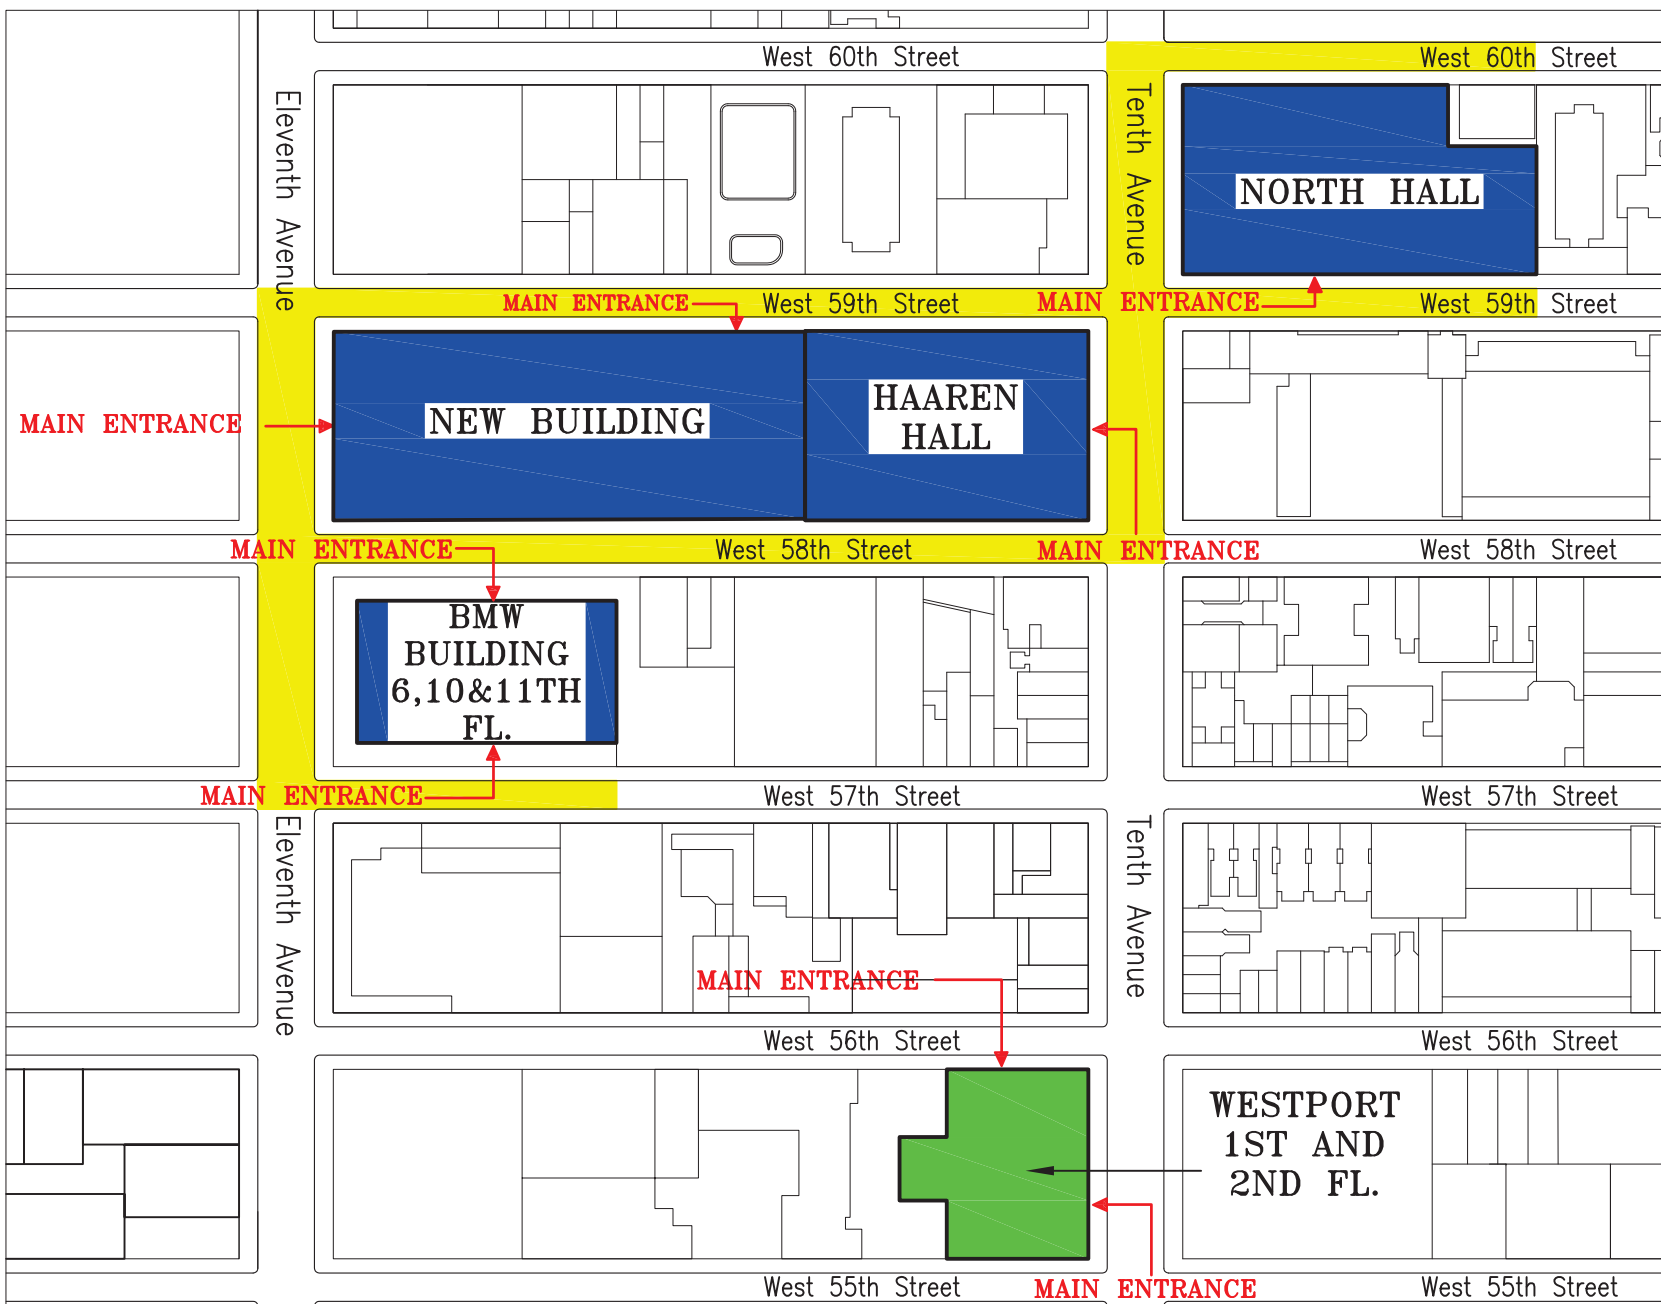 West 60th Street
West 60th Street
Eleventh Avenue
Tenth Avenue
NORTH HALL
MAIN ENTRANCE
West 59th Street
MAIN ENTRANCE
West 59th Street
MAIN ENTRANCE
NEW BUILDING
HAAREN
HALL
MAIN ENTRANCE
West 58th Street
MAIN ENTRANCE
West 58th Street
BMW
BUILDING
6,10&11TH
FL.
MAIN ENTRANCE
West 57th Street
West 57th Street
Eleventh Avenue
Tenth Avenue
MAIN ENTRANCE
West 56th Street
West 56th Street
WESTPORT
1ST AND
2ND FL.
West 55th Street
MAIN ENTRANCE
West 55th Street